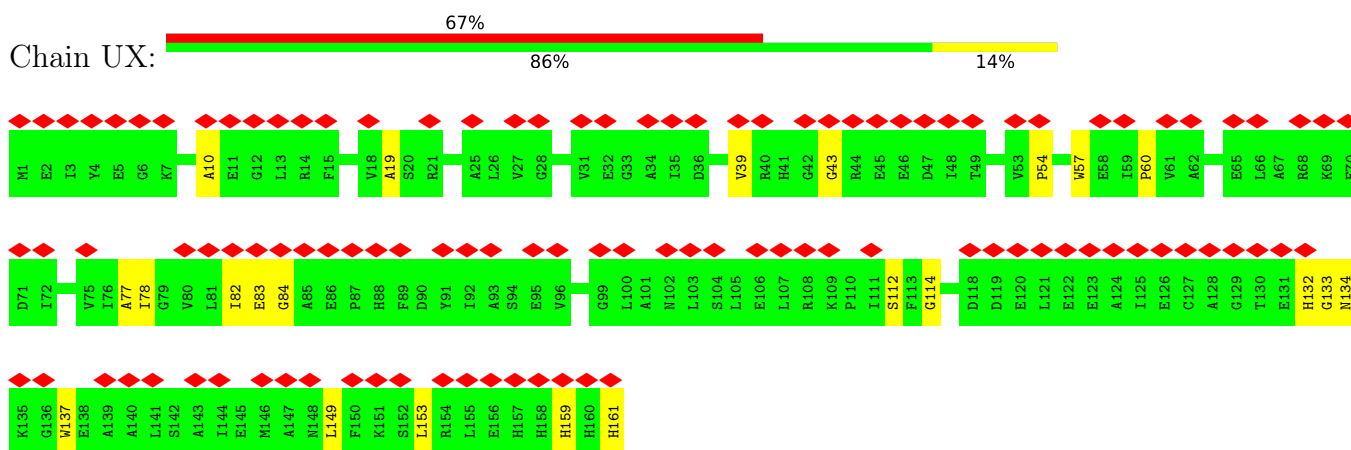 67%
Chain UX:
86% 14%
M1 E2 I3 Y4 E5 G6 K7 A10 E11 G12 L13 R14 F15 V18 A19 S20 R21 A25 L26 V27 G28 V31 E32 G33 A34 I35 D36 V39 R40 H41 G42 G43 R44 E45 E46 D47 I48 T49 V53 P54 W57 E58 I59 P60 V61 A62 E65 L66 A67 R68 K69 E70
D71 I72 V75 I76 A77 I78 G79 V80 L81 I82 E83 G84 A85 E86 P87 H88 F89 D90 Y91 I92 A93 S94 E95 V96 G99 L100 A101 N102 L103 S104 L105 E106 L107 R108 K109 P110 I111 S112 F113 G114 D118 D119 E120 L121 E122 E123 A124 I125 E126 C127 A128 G129 T130 E131 H132 G133 N134
K135 G136 W137 E138 A139 A140 L141 S142 A143 I144 E145 M146 A147 N148 L149 F150 K151 S152 L153 R154 L155 E156 H157 H158 H159 H160 H161